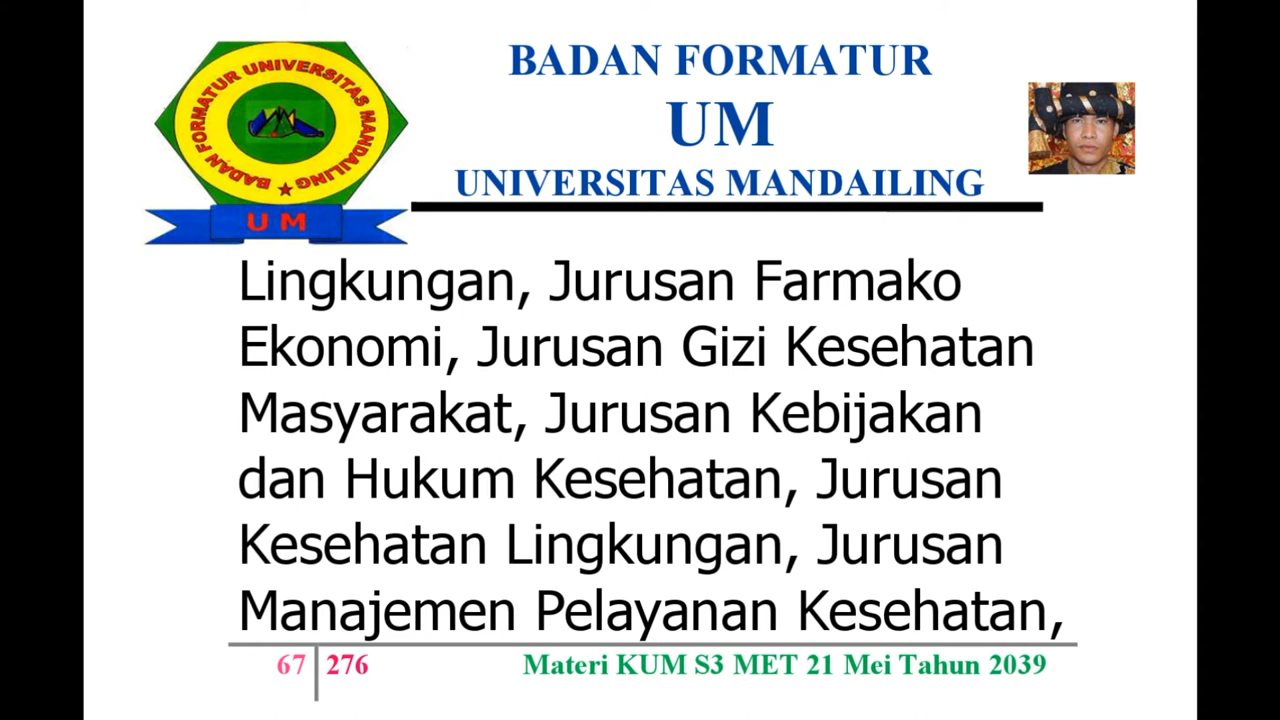 BADAN FORMATUR UNIVERSITAS MANDAILING
U M
BADAN FORMATUR
UM
UNIVERSITAS MANDAILING
Lingkungan, Jurusan Farmako
Ekonomi, Jurusan Gizi Kesehatan
Masyarakat, Jurusan Kebijakan
dan Hukum Kesehatan, Jurusan
Kesehatan Lingkungan, Jurusan
Manajemen Pelayanan Kesehatan,
67 276 Materi KUM S3 MET 21 Mei Tahun 2039